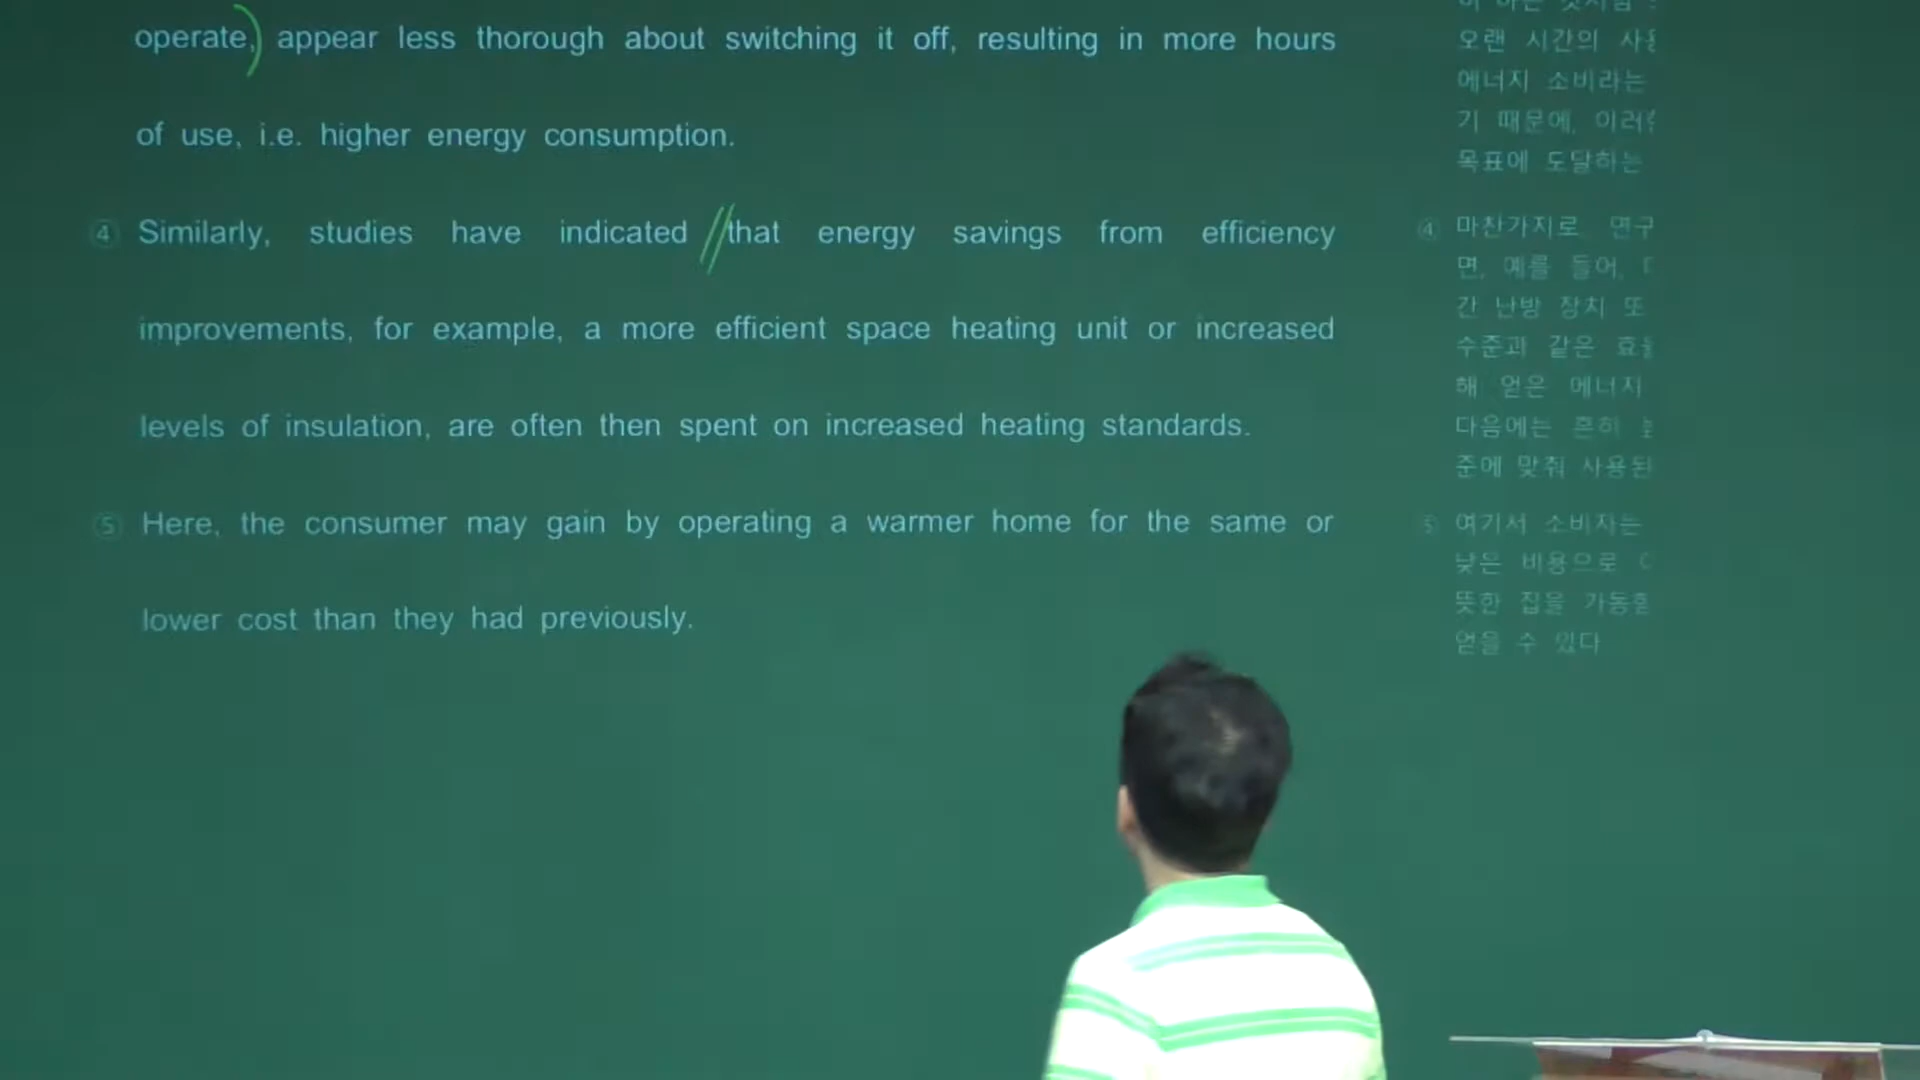 operate, appear less thorough about switching it off, resulting in more hours
of use, i.e. higher energy consumption.
④ Similarly, studies have indicated that energy savings from efficiency
improvements, for example, a more efficient space heating unit or increased
levels of insulation, are often then spent on increased heating standards.
⑤ Here, the consumer may gain by operating a warmer home for the same or
lower cost than they had previously.
오랜 시간의
에너지 소비라는
기 때문에,
목표에 도달하는
④ 마찬가지로
면, 예를 들어,
간 난방 장치 또
수준과 같은
해 얻은 에너지
다음에는 흔히
준에 맞춰
⑤ 여기서 소비자는
낮은 비용으로
뜻한 집을
얻을 수 있다